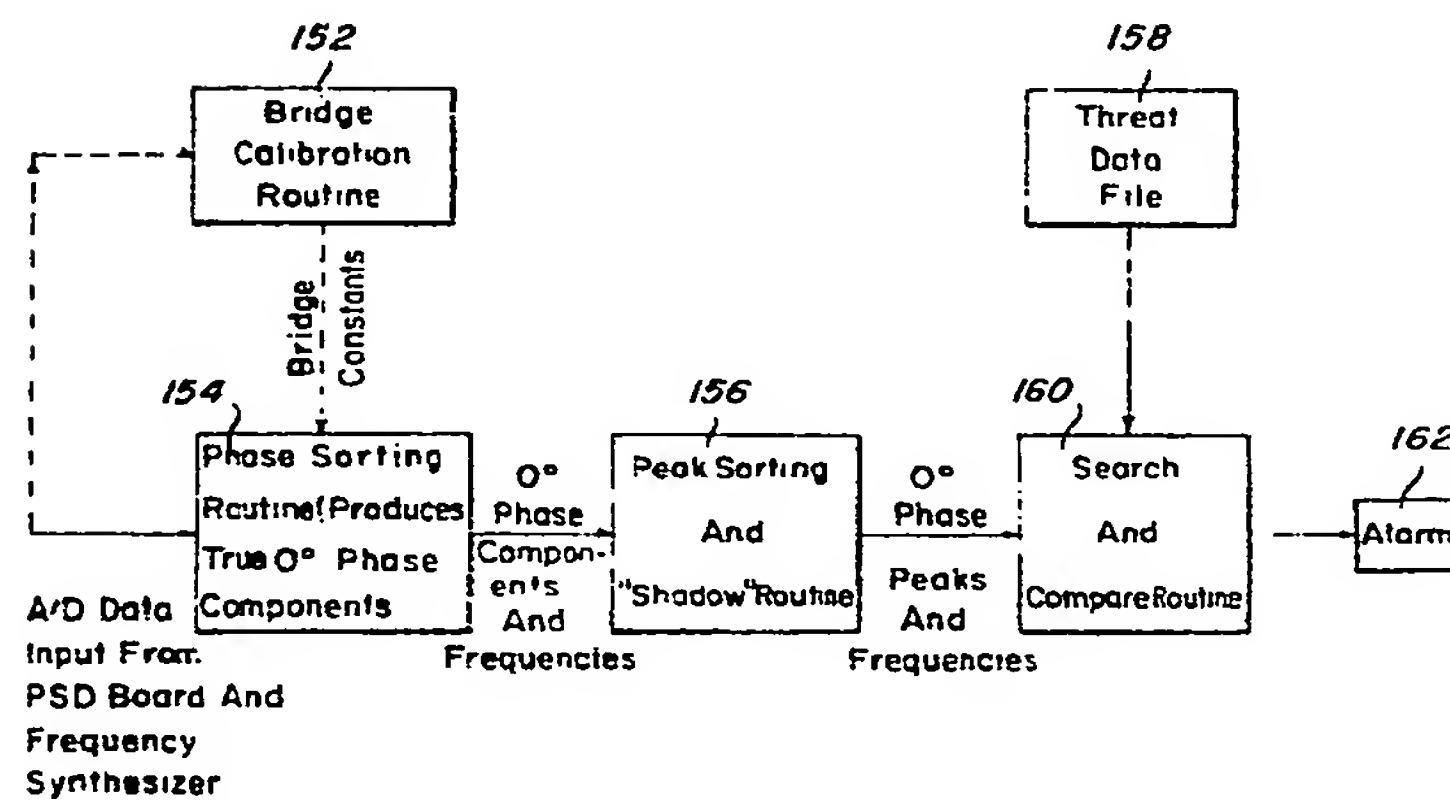 152
Bridge
Calibration
Routine
158
Threat
Data
File
Bridge
Constants
154
Phase Sorting
Routine(Produces
True 0° Phase
Components
0°
Phase
Compon-
ents
And
Frequencies
156
Peak Sorting
And
"Shadow" Routine
0°
Phase
Peaks
And
Frequencies
160
Search
And
Compare Routine
162
Alarm
A/D Data
Input From
PSD Board And
Frequency
Synthesizer